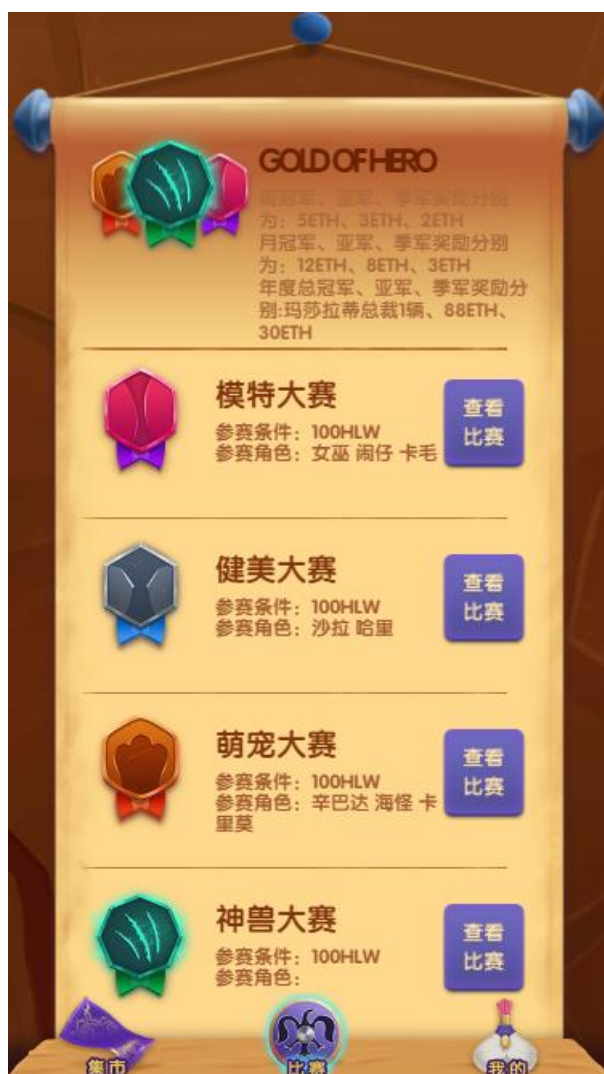 GOLD OF HERO
周冠军、亚军、季军奖励分别
为：5ETH、3ETH、2ETH
月冠军、亚军、季军奖励分别
为：12ETH、8ETH、3ETH
年度总冠军、亚军、季军奖励分
别:玛莎拉蒂总裁1辆、88ETH、
30ETH
模特大赛
参赛条件：100HLW
参赛角色：女巫 闹仔 卡毛
查看
比赛
健美大赛
参赛条件：100HLW
参赛角色：沙拉 哈里
查看
比赛
萌宠大赛
参赛条件：100HLW
参赛角色：辛巴达 海怪 卡
里莫
查看
比赛
神兽大赛
参赛条件：100HLW
参赛角色：
查看
比赛
集市
比赛
我的